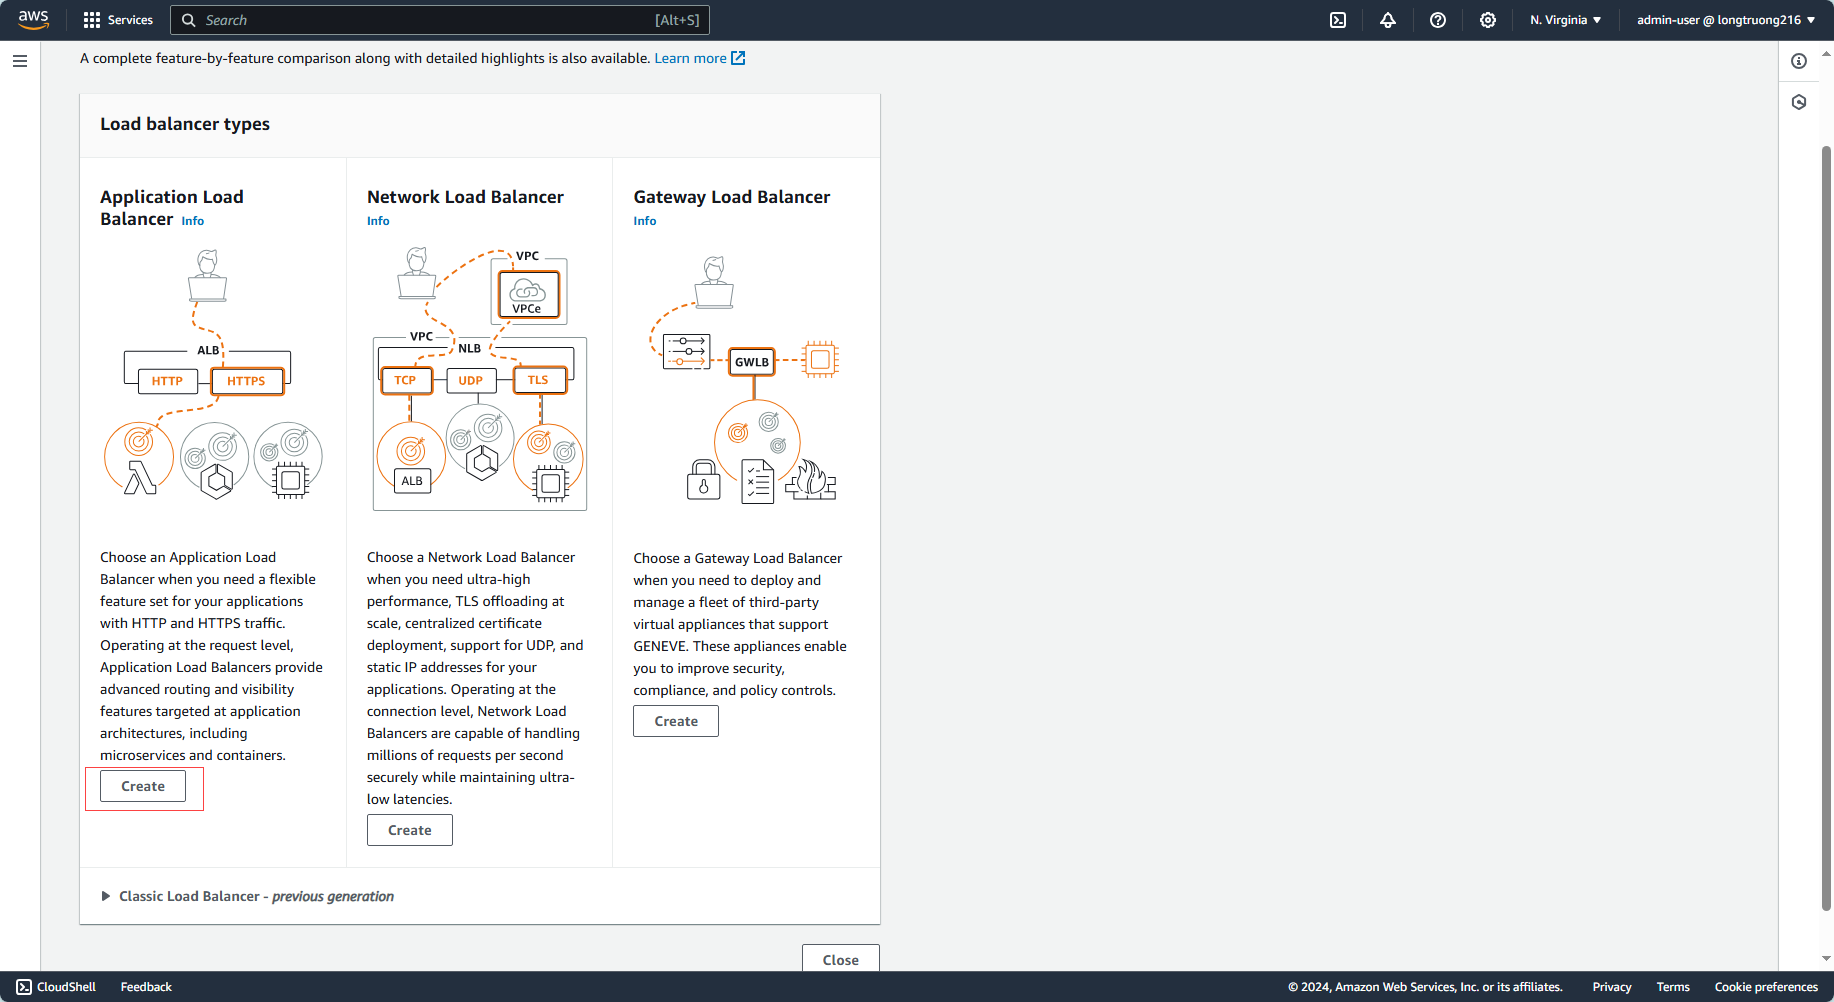 aws
Services
Search
[Alt+S]
N. Virginia
admin-user @ longtruong216
A complete feature-by-feature comparison along with detailed highlights is also available. Learn more
Load balancer types
Application Load
Balancer Info
VPC
VPCe
ALB
HTTP
HTTPS
Choose an Application Load
Balancer when you need a flexible
feature set for your applications
with HTTP and HTTPS traffic.
Operating at the request level,
Application Load Balancers provide
advanced routing and visibility
features targeted at application
architectures, including
microservices and containers.
Create
Network Load Balancer
Info
VPC
NLB
TCP
UDP
TLS
ALB
Choose a Network Load Balancer
when you need ultra-high
performance, TLS offloading at
scale, centralized certificate
deployment, support for UDP, and
static IP addresses for your
applications. Operating at the
connection level, Network Load
Balancers are capable of handling
millions of requests per second
securely while maintaining ultra-
low latencies.
Create
Gateway Load Balancer
Info
GWLB
Choose a Gateway Load Balancer
when you need to deploy and
manage a fleet of third-party
virtual appliances that support
GENEVE. These appliances enable
you to improve security,
compliance, and policy controls.
Create
Classic Load Balancer - previous generation
Close
CloudShell
Feedback
© 2024, Amazon Web Services, Inc. or its affiliates.
Privacy
Terms
Cookie preferences